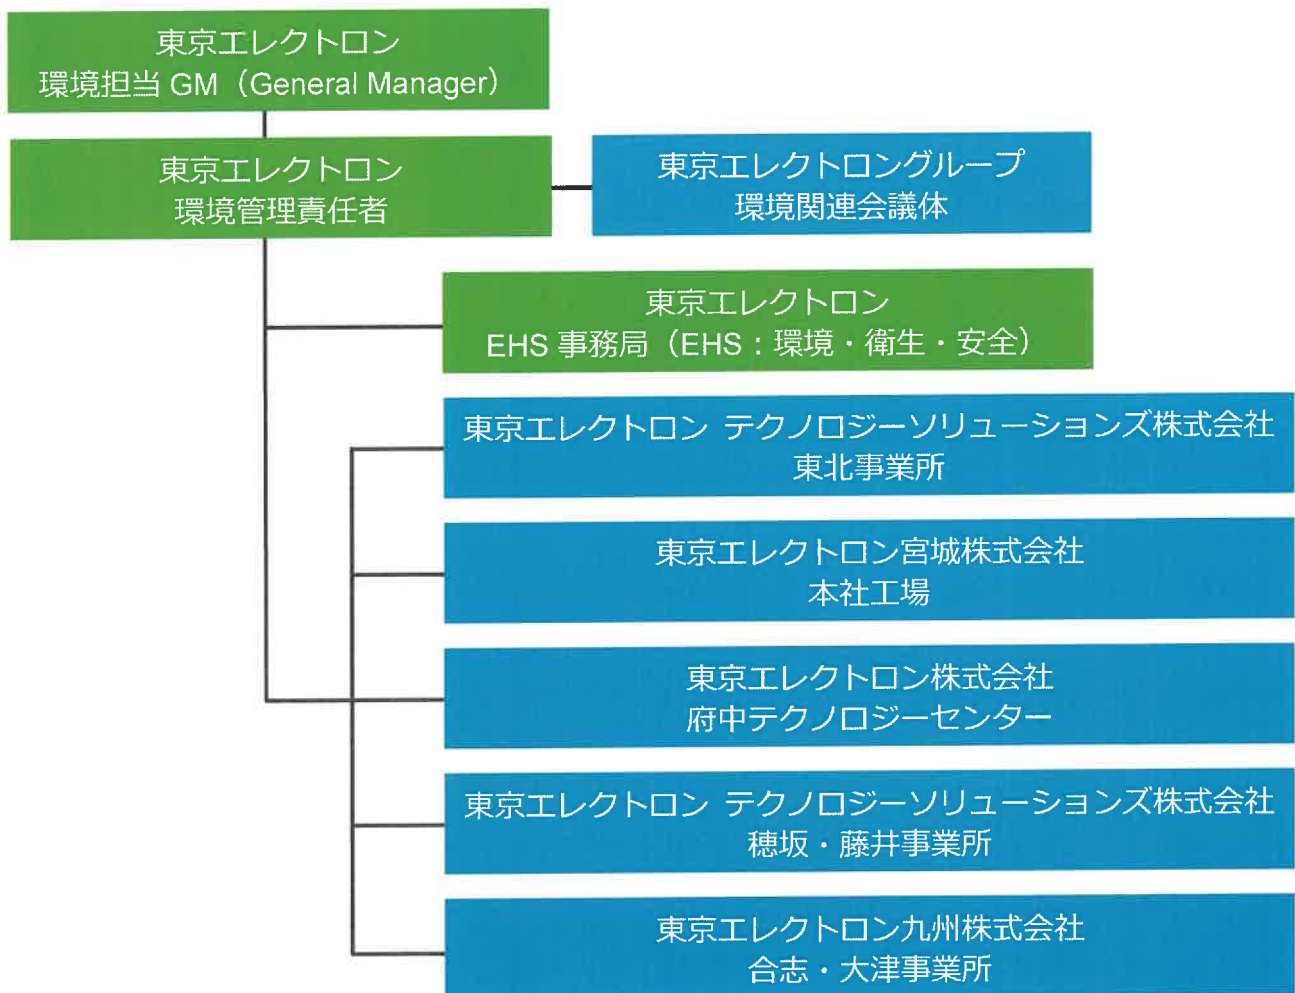 東京エレクトロン
環境担当 GM（General Manager）
東京エレクトロン
環境管理責任者
東京エレクトロングループ
環境関連会議体
東京エレクトロン
EHS 事務局（EHS：環境・衛生・安全）
東京エレクトロン テクノロジーソリューションズ株式会社
東北事業所
東京エレクトロン宮城株式会社
本社工場
東京エレクトロン株式会社
府中テクノロジーセンター
東京エレクトロン テクノロジーソリューションズ株式会社
穂坂・藤井事業所
東京エレクトロン九州株式会社
合志・大津事業所